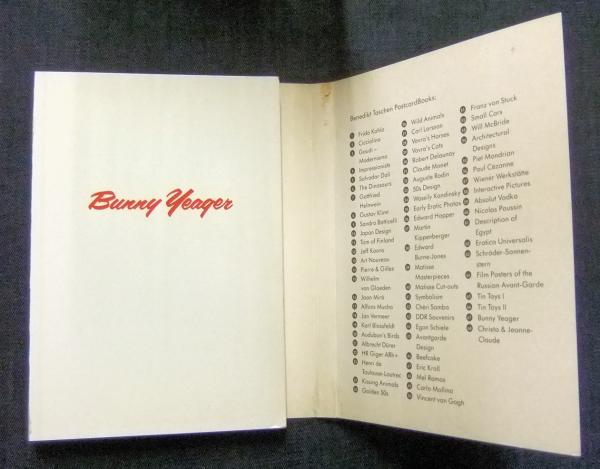 Bunny Yeager
Benedikt Taschen PostcardBooks:
Frida Kahlo
Cicciolina
Gaudí –
Modernismo
Impressionists
Salvador Dalí
The Dinosaurs
Gottfried
Helnwein
Gustav Klimt
Sandro Botticelli
Japan Design
Tom of Finland
Jeff Koons
Art Nouveau
Pierre & Gilles
Wilhelm
von Gloeden
Joan Miró
Alfons Mucha
Jan Vermeer
Karl Blossfeldt
Audubon's Birds
Albrecht Dürer
HR Giger ARh+
Henri de
Toulouse-Lautrec
Kissing Animals
Golden 50s
Wild Animals
Carl Larsson
Vavra's Horses
Vavra's Cats
Robert Delaunay
Claude Monet
Auguste Rodin
50s Design
Wassily Kandinsky
Early Erotic Photos
Edward Hopper
Martin
Kippenberger
Edward
Burne-Jones
Matisse
Masterpieces
Matisse Cut-outs
Symbolism
Chéri Samba
DDR Souvenirs
Egon Schiele
Avantgarde
Design
Beefcake
Eric Kroll
Mel Ramos
Carlo Mollino
Vincent van Gogh
Franz von Stuck
Small Cars
Will McBride
Architectural
Designs
Piet Mondrian
Paul Cézanne
Wiener Werkstätte
Interactive Pictures
Absolut Vodka
Nicolas Poussin
Description of
Egypt
Erotica Universalis
Schröder-Sonnen-
stern
Film Posters of the
Russian Avant-Garde
Tin Toys I
Tin Toys II
Bunny Yeager
Christo & Jeanne-
Claude